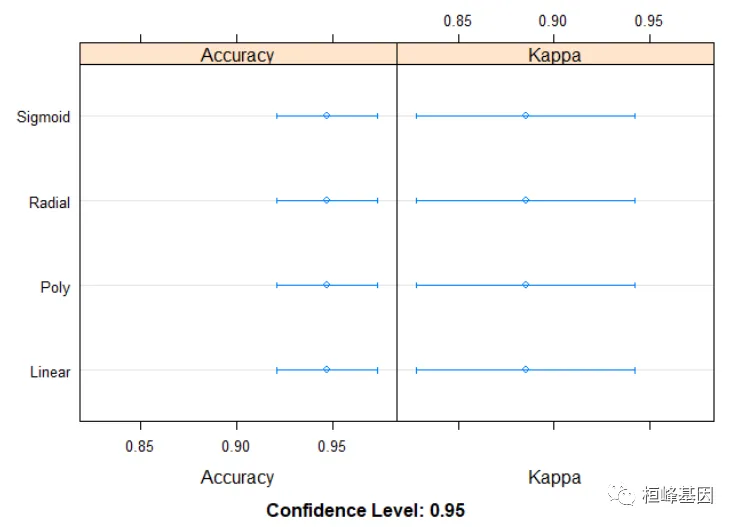 0.85 0.90 0.95
Accuracy Kappa
Sigmoid
Radial
Poly
Linear
0.85 0.90 0.95
Accuracy Kappa
Confidence Level: 0.95
桓峰基因